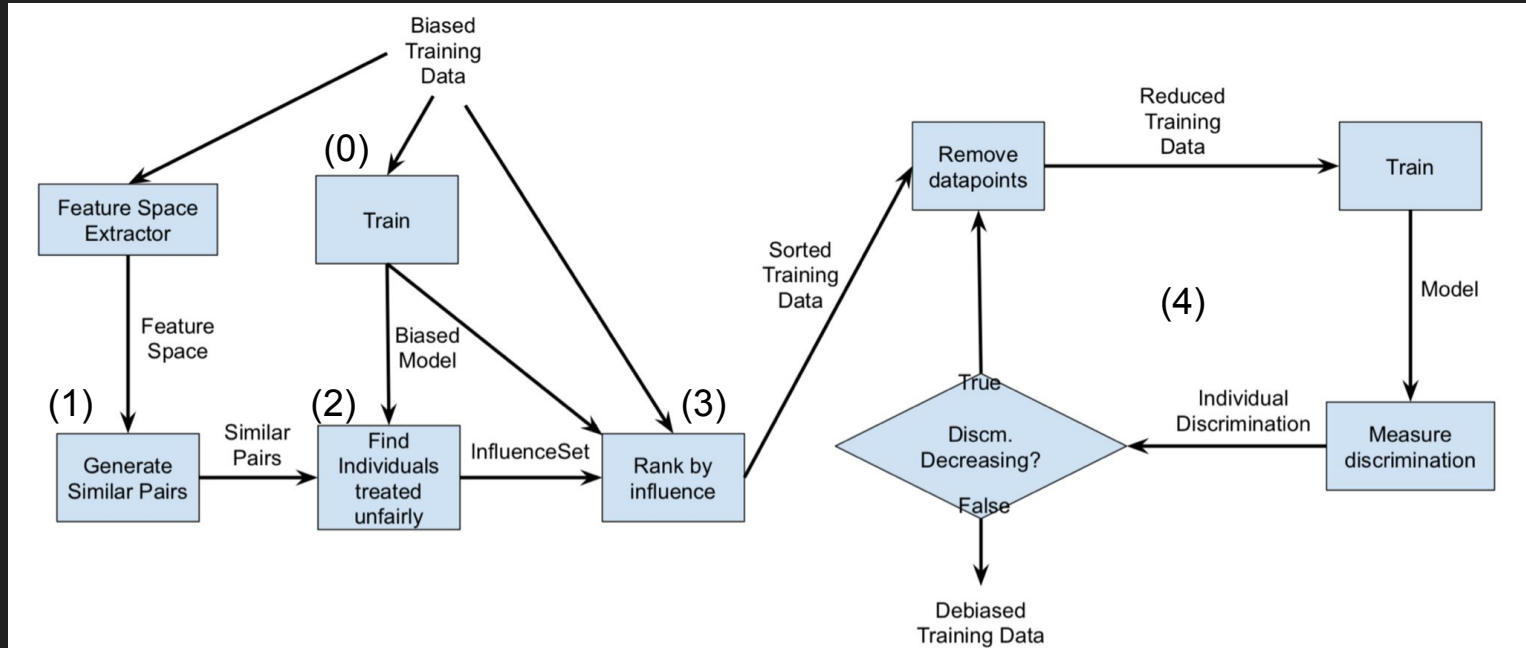 Biased
Training
Data
(0)
Feature Space
Extractor
Train
Feature
Space
Biased
Model
(1)
(2)
(3)
Generate
Similar Pairs
Similar
Pairs
Find
Individuals
treated
unfairly
InfluenceSet
Rank by
influence
Sorted
Training
Data
Remove
datapoints
Reduced
Training
Data
Train
(4)
Model
Measure
discrimination
Individual
Discrimination
True
Discm.
Decreasing?
False
Debiased
Training Data